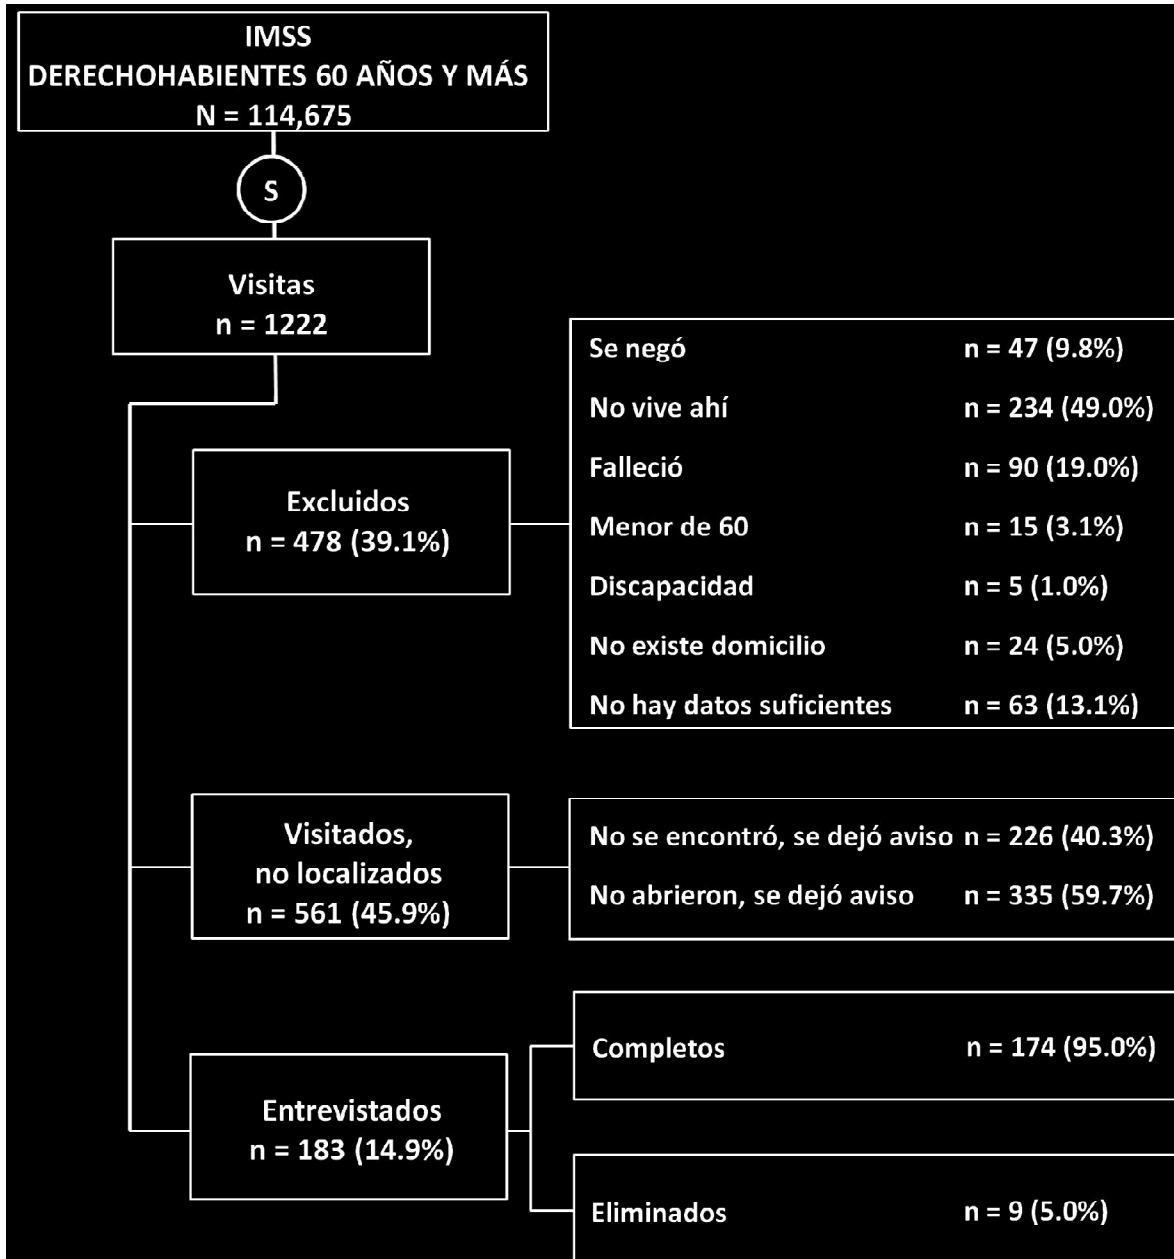 IMSS
DERECHOHABIENTES 60 AÑOS Y MÁS
N = 114,675
S
Visitas
n = 1222
Excluidos
n = 478 (39.1%)
Se negó n = 47 (9.8%)
No vive ahí n = 234 (49.0%)
Falleció n = 90 (19.0%)
Menor de 60 n = 15 (3.1%)
Discapacidad n = 5 (1.0%)
No existe domicilio n = 24 (5.0%)
No hay datos suficientes n = 63 (13.1%)
Visitados,
no localizados
n = 561 (45.9%)
No se encontró, se dejó aviso n = 226 (40.3%)
No abrieron, se dejó aviso n = 335 (59.7%)
Entrevistados
n = 183 (14.9%)
Completos n = 174 (95.0%)
Eliminados n = 9 (5.0%)